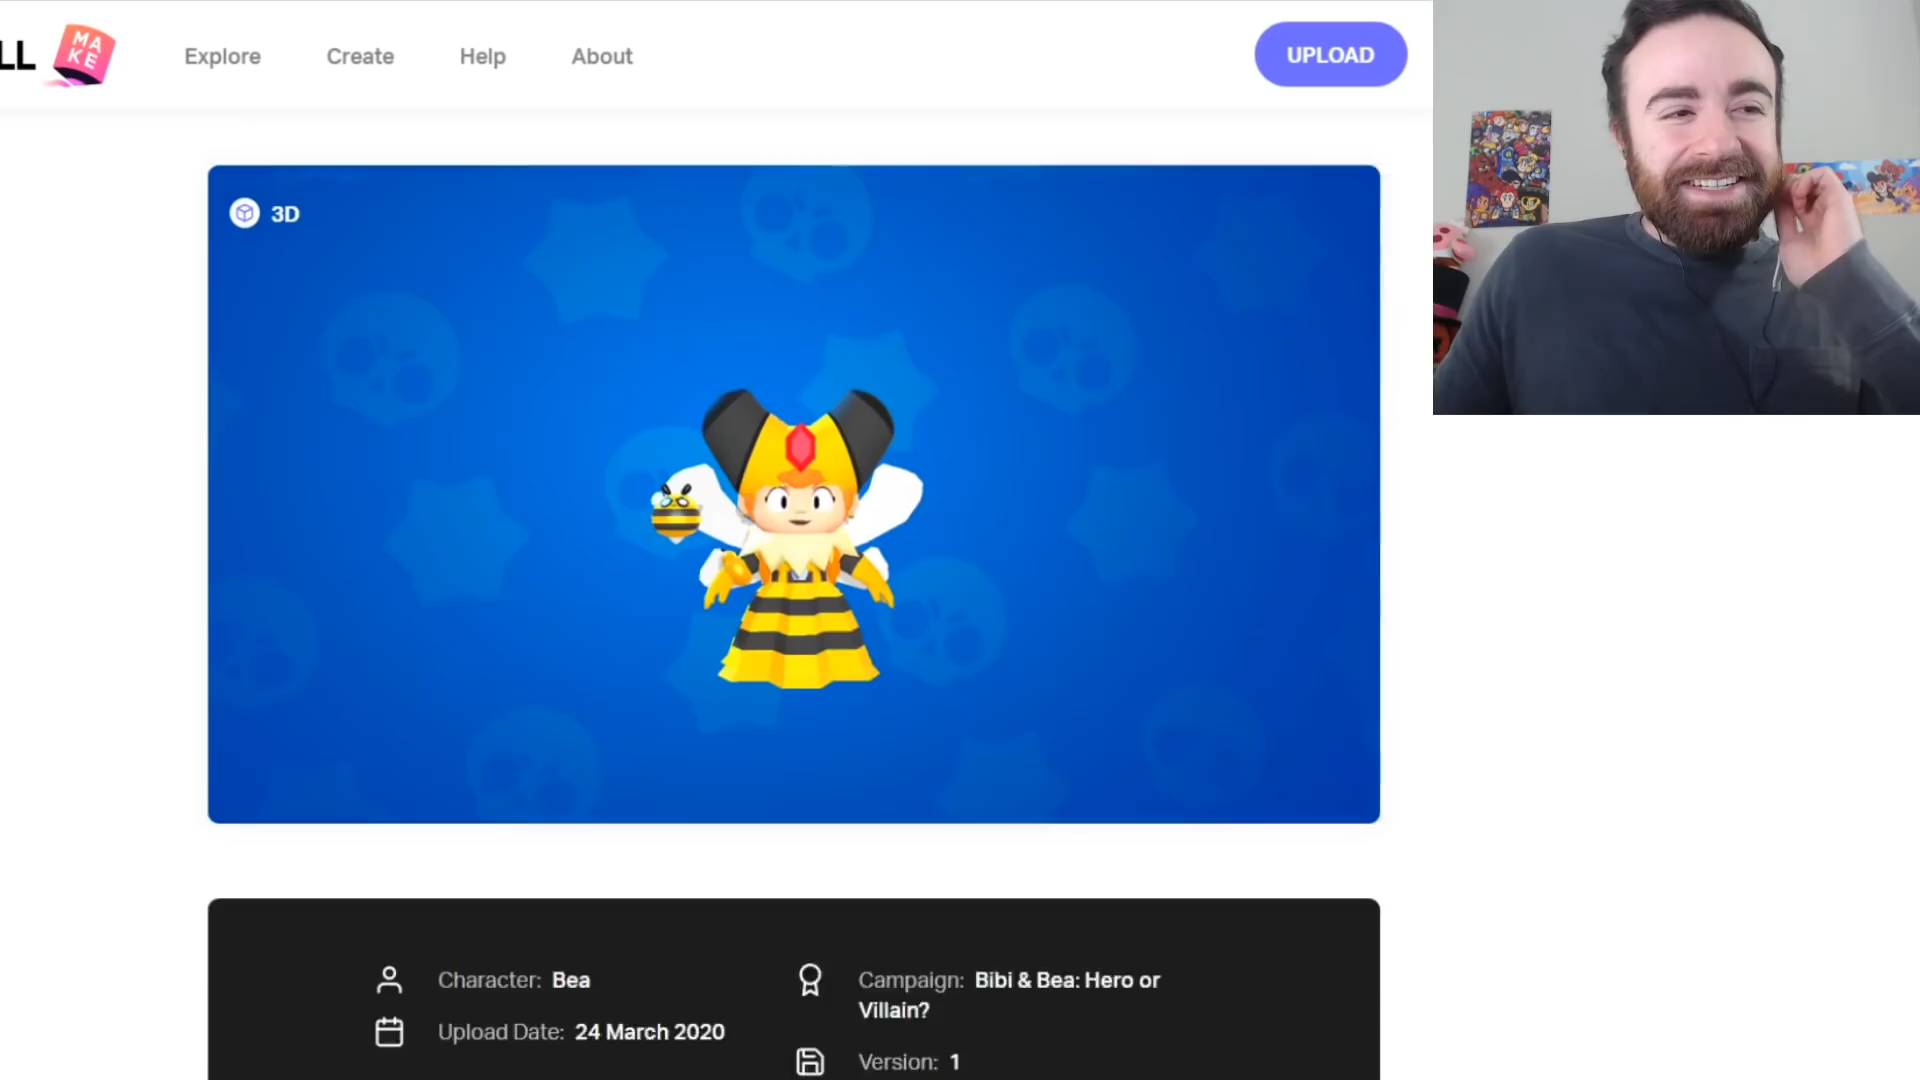 LL
MA
KE
Explore
Create
Help
About
UPLOAD
3D
Character: Bea
Upload Date: 24 March 2020
Campaign: Bibi & Bea: Hero or
Villain?
Version: 1